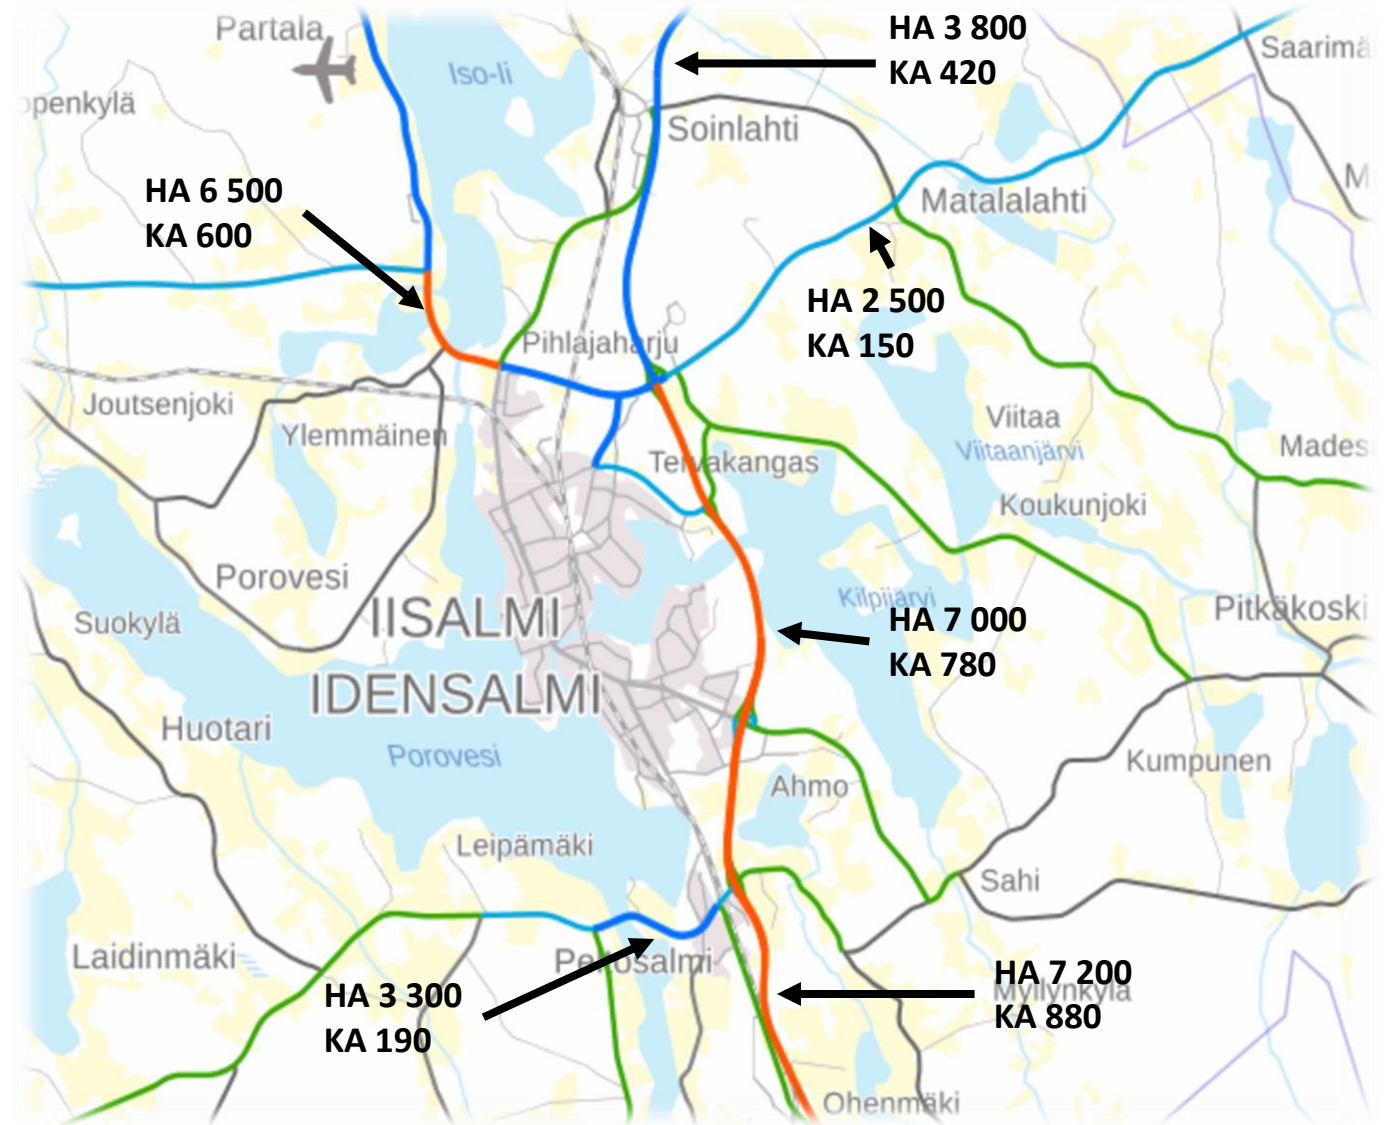 HA 3 800
KA 420
Partala
Iso-Ii
Saarimä
openkylä
Soinlahti
M
HA 6 500
KA 600
Matalalahti
HA 2 500
KA 150
Pihlajaharju
Joutsenjoki
Ylemmäinen
Viitaa
Viitaanjärvi
Mades
Tervakangas
Koukunjoki
Porovesi
Kilpijärvi
Pitkäkoski
IISALMI
HA 7 000
KA 780
Suokylä
IDENSALMI
Huotari
Porovesi
Kumpunen
Ahmo
Leipämäki
Sahi
Laidinmäki
Peltosalmi
HA 7 200
Myllynkylä
KA 880
HA 3 300
KA 190
Ohenmäki